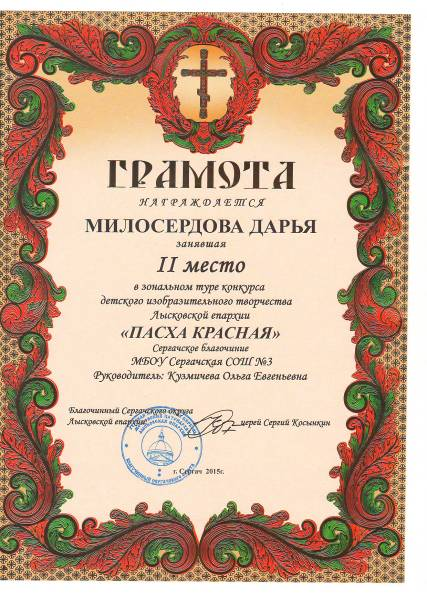 ГРАМОТА
НАГРАЖДАЕТСЯ
МИЛОСЕРДОВА ДАРЬЯ
занявшая
II место
в зональном туре конкурса
детского изобразительного творчества
Лысковской епархии
«ПАСХА КРАСНАЯ»
Сергачское благочиние
МБОУ Сергачская СОШ №3
Руководитель: Кузмичева Ольга Евгеньевна
Благочинный Сергачского округа
Лысковской епархии иерей Сергий Косынкин
г. Сергач 2015г.